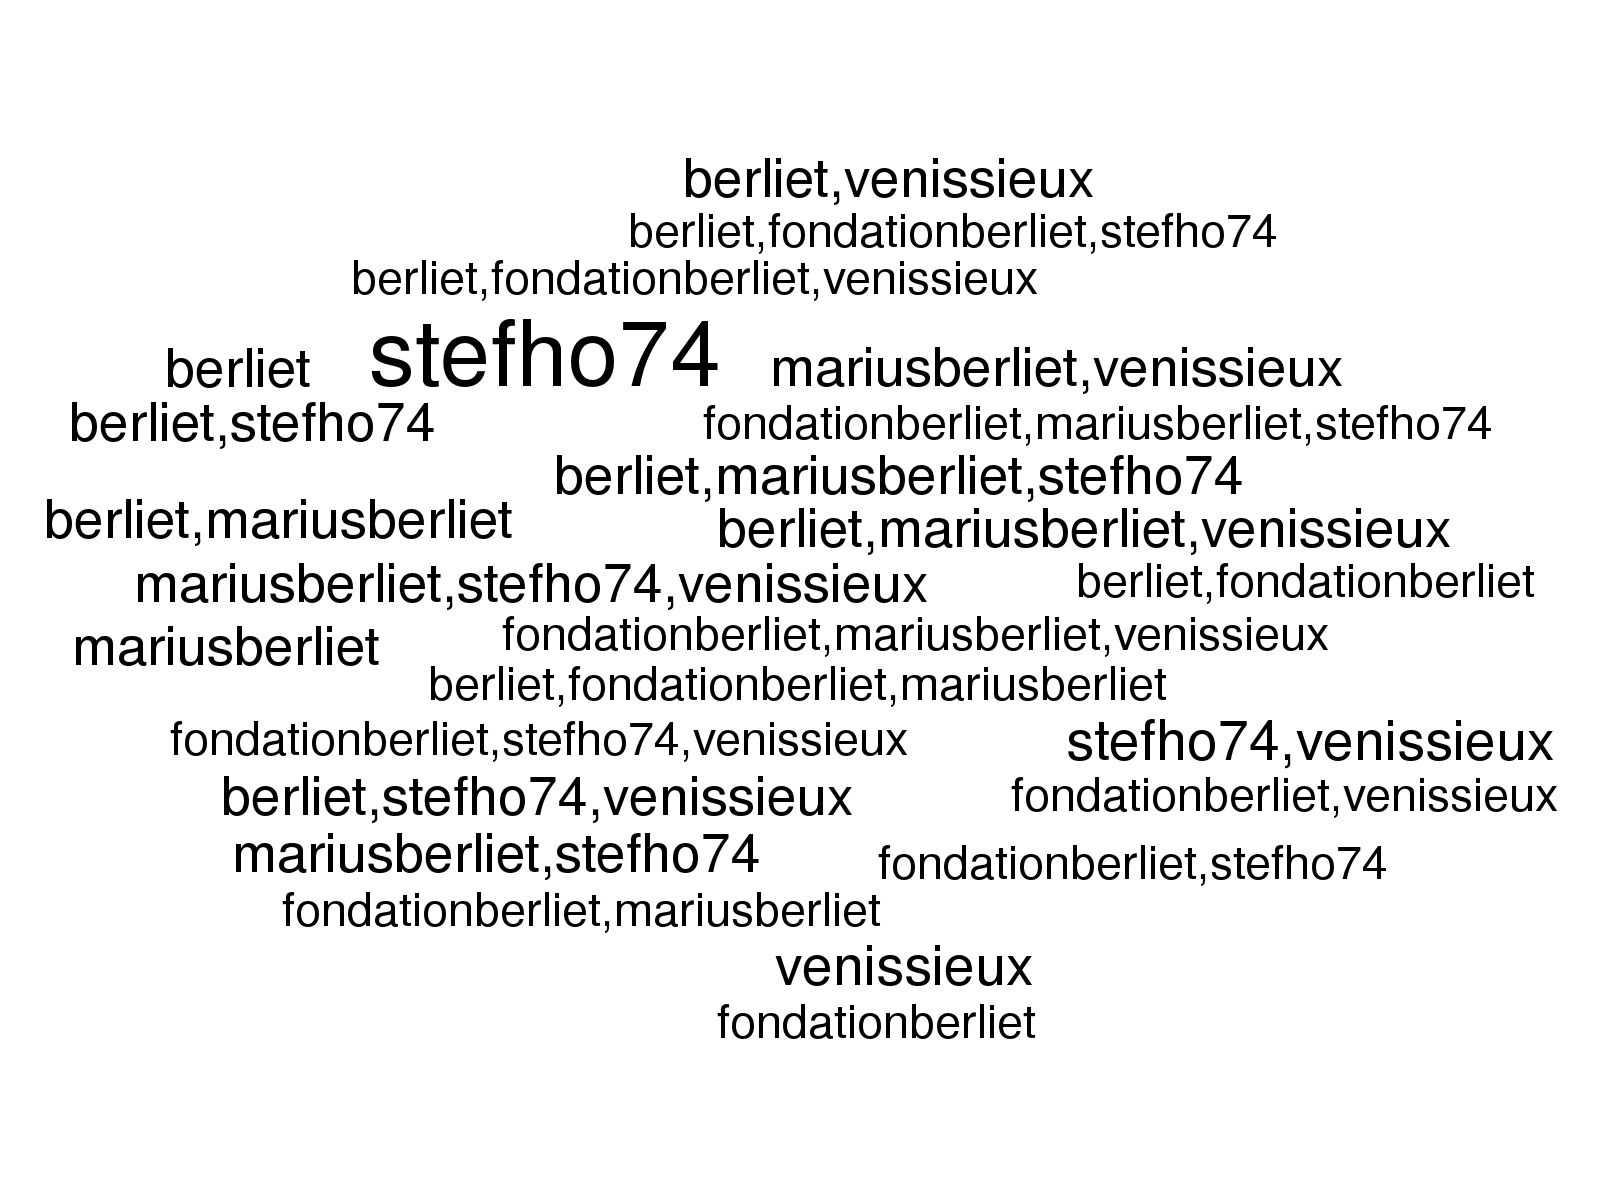 berliet,venissieux
berliet,fondationberliet,stefho74
berliet,fondationberliet,venissieux
berliet stefho74 mariusberliet,venissieux
berliet,stefho74 fondationberliet,mariusberliet,stefho74
berliet,mariusberliet,stefho74
berliet,mariusberliet berliet,mariusberliet,venissieux
mariusberliet,stefho74,venissieux berliet,fondationberliet
mariusberliet fondationberliet,mariusberliet,venissieux
berliet,fondationberliet,mariusberliet
fondationberliet,stefho74,venissieux stefho74,venissieux
berliet,stefho74,venissieux fondationberliet,venissieux
mariusberliet,stefho74 fondationberliet,stefho74
fondationberliet,mariusberliet
venissieux
fondationberliet